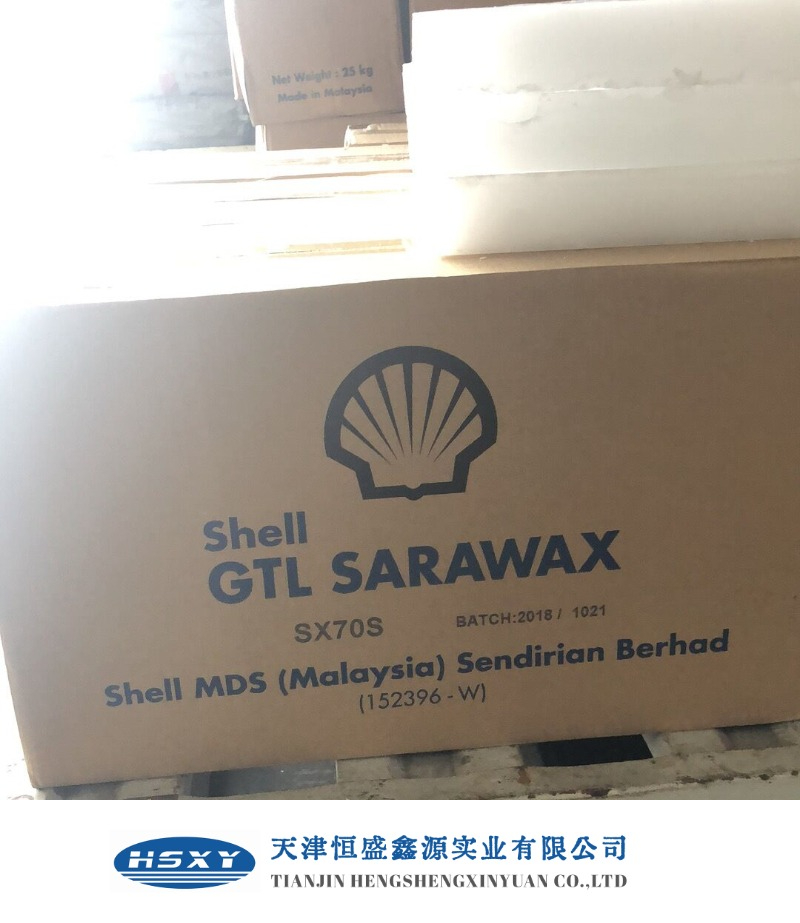 Net Weight : 25 kg
Made in Malaysia
Shell
GTL SARAWAX
SX70S BATCH:2018 / 1021
Shell MDS (Malaysia) Sendirian Berhad
(152396 - W)
HSXY 天津恒盛鑫源实业有限公司
TIANJIN HENGSHENGXINYUAN CO.,LTD